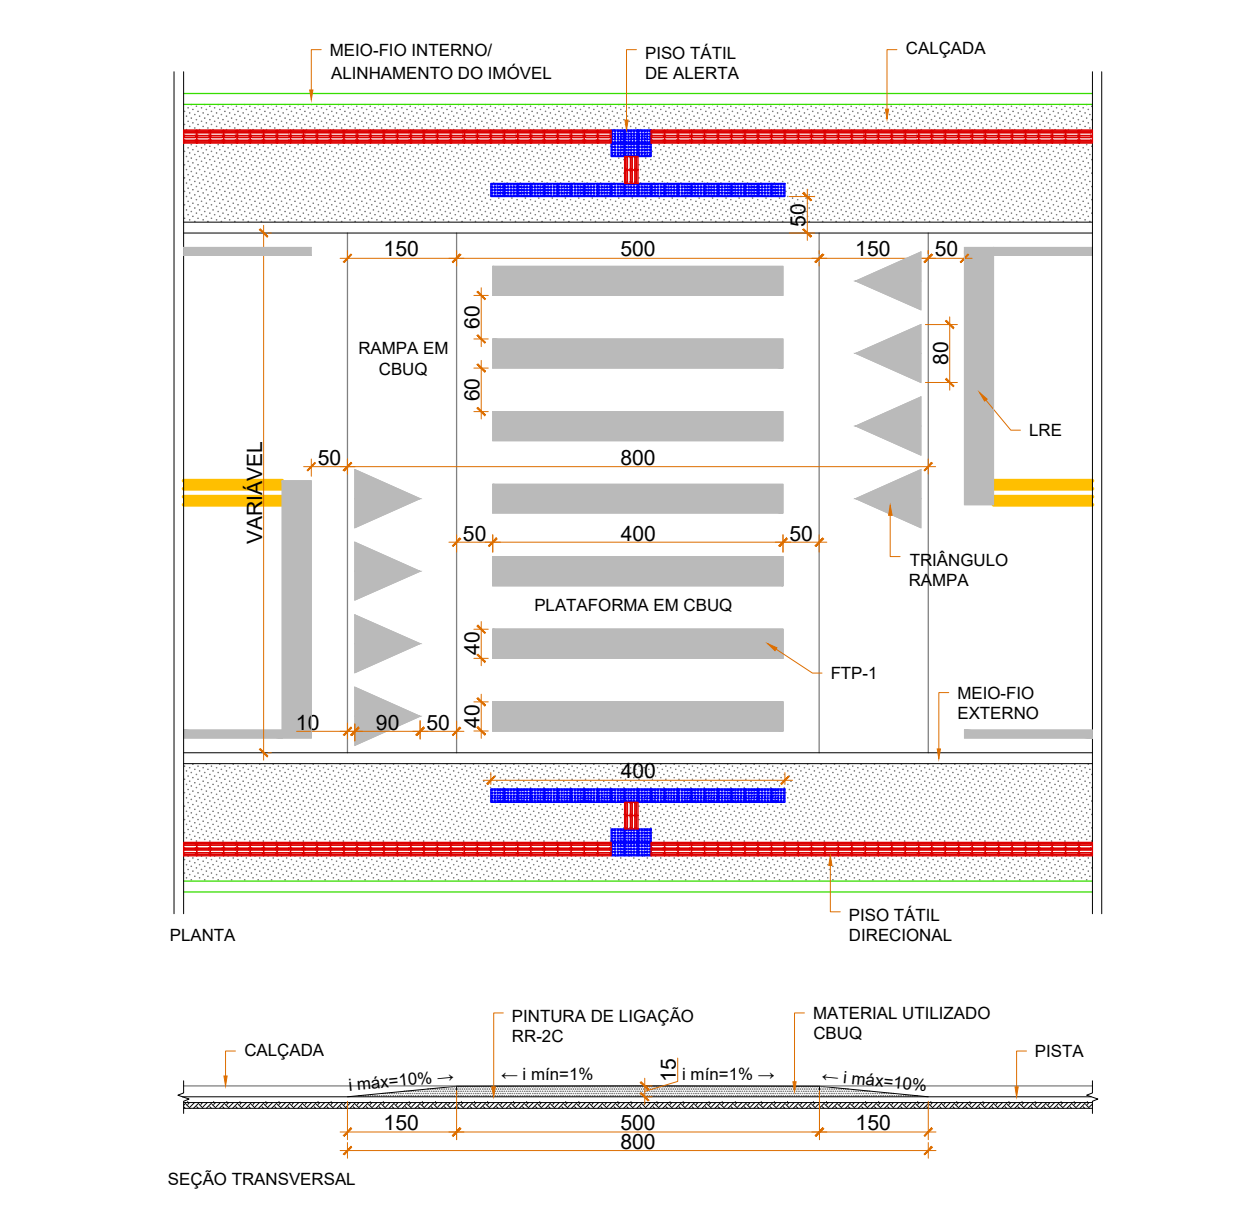 MEIO-FIO INTERNO/
ALINHAMENTO DO IMÓVEL
PISO TÁTIL
DE ALERTA
CALÇADA
50
150
500
150
50
60
RAMPA EM
CBUQ
80
60
LRE
VARIÁVEL
50
800
50
400
50
TRIÂNGULO
RAMPA
PLATAFORMA EM CBUQ
40
FTP-1
MEIO-FIO
EXTERNO
10
90
50
40
400
PISO TÁTIL
DIRECIONAL
PLANTA
PINTURA DE LIGAÇÃO
RR-2C
MATERIAL UTILIZADO
CBUQ
CALÇADA
PISTA
15
i máx=10% →
← i mín=1%
i mín=1% →
← i máx=10%
150
500
150
800
SEÇÃO TRANSVERSAL